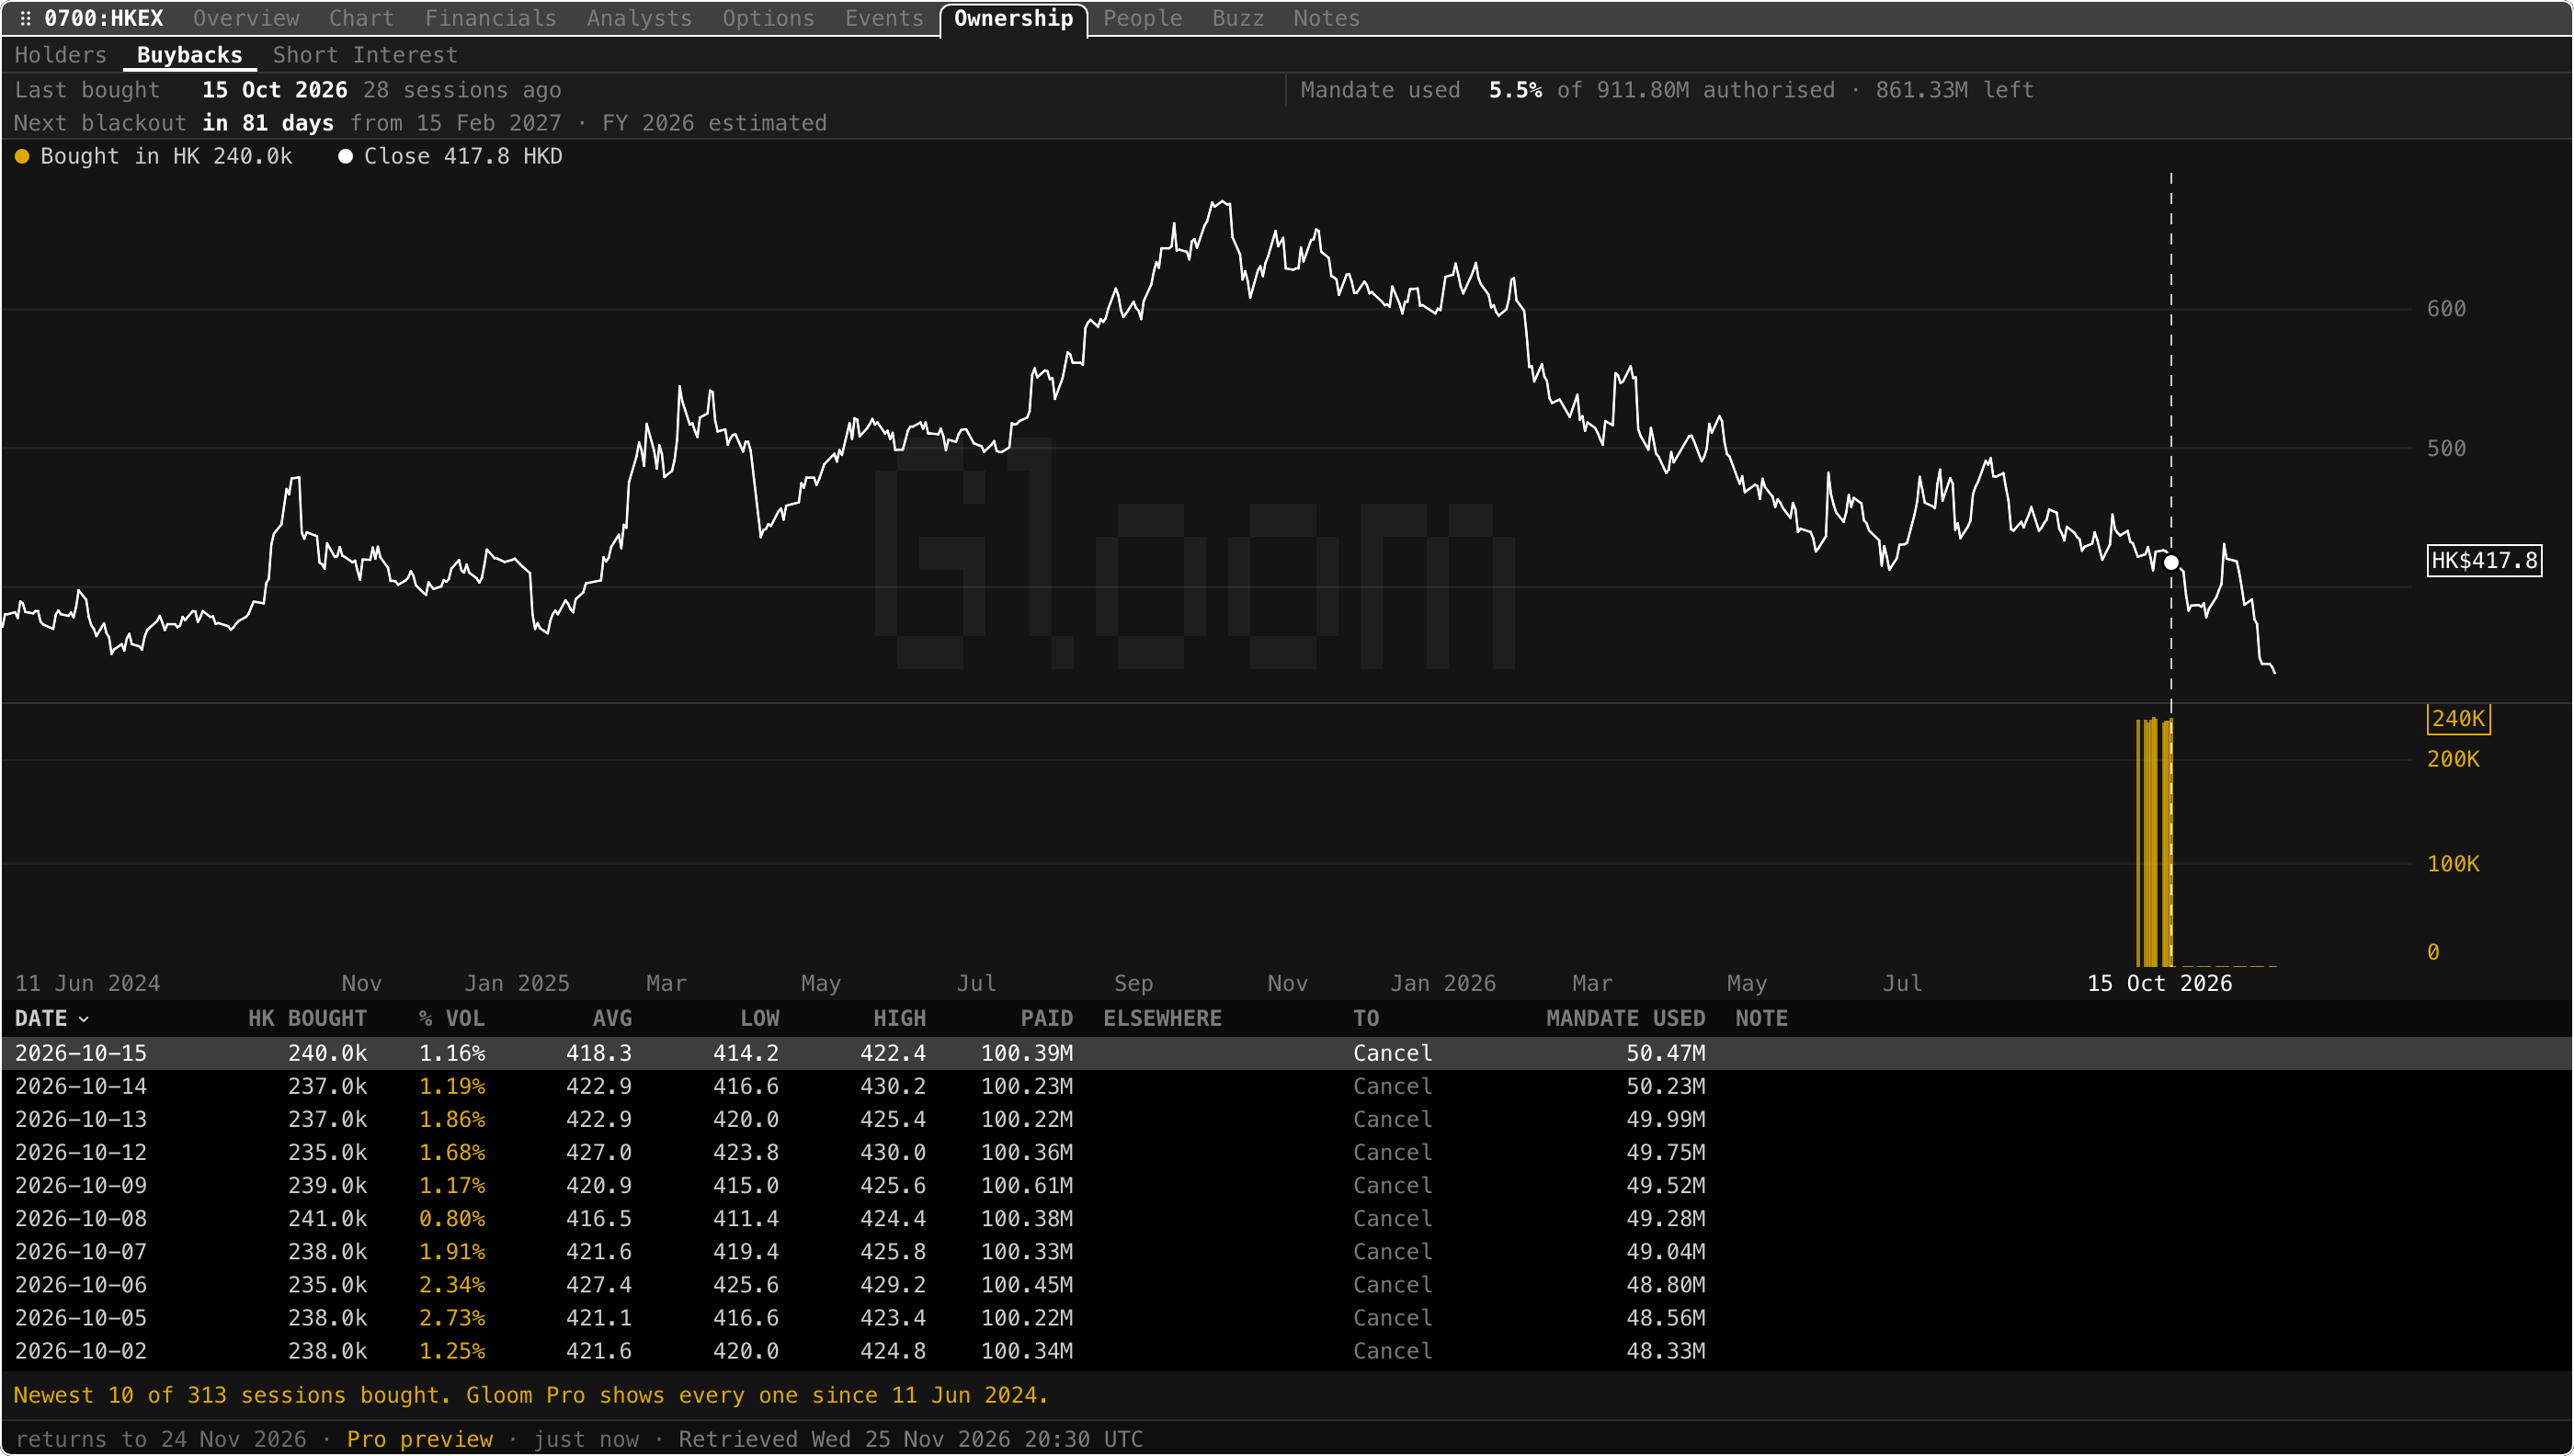 0700:HKEX Overview Chart Financials Analysts Options Events Ownership People Buzz Notes
Holders Buybacks Short Interest
Last bought 15 Oct 2026 28 sessions ago
Mandate used 5.5% of 911.80M authorised · 861.33M left
Next blackout in 81 days from 15 Feb 2027 · FY 2026 estimated
Bought in HK 240.0k Close 417.8 HKD
600
500
HK$417.8
Gloom
240K
200K
100K
0
11 Jun 2024 Nov Jan 2025 Mar May Jul Sep Nov Jan 2026 Mar May Jul 15 Oct 2026
DATE HK BOUGHT % VOL AVG LOW HIGH PAID ELSEWHERE TO MANDATE USED NOTE
2026-10-15 240.0k 1.16% 418.3 414.2 422.4 100.39M Cancel 50.47M
2026-10-14 237.0k 1.19% 422.9 416.6 430.2 100.23M Cancel 50.23M
2026-10-13 237.0k 1.86% 422.9 420.0 425.4 100.22M Cancel 49.99M
2026-10-12 235.0k 1.68% 427.0 423.8 430.0 100.36M Cancel 49.75M
2026-10-09 239.0k 1.17% 420.9 415.0 425.6 100.61M Cancel 49.52M
2026-10-08 241.0k 0.80% 416.5 411.4 424.4 100.38M Cancel 49.28M
2026-10-07 238.0k 1.91% 421.6 419.4 425.8 100.33M Cancel 49.04M
2026-10-06 235.0k 2.34% 427.4 425.6 429.2 100.45M Cancel 48.80M
2026-10-05 238.0k 2.73% 421.1 416.6 423.4 100.22M Cancel 48.56M
2026-10-02 238.0k 1.25% 421.6 420.0 424.8 100.34M Cancel 48.33M
Newest 10 of 313 sessions bought. Gloom Pro shows every one since 11 Jun 2024.
returns to 24 Nov 2026 · Pro preview · just now · Retrieved Wed 25 Nov 2026 20:30 UTC